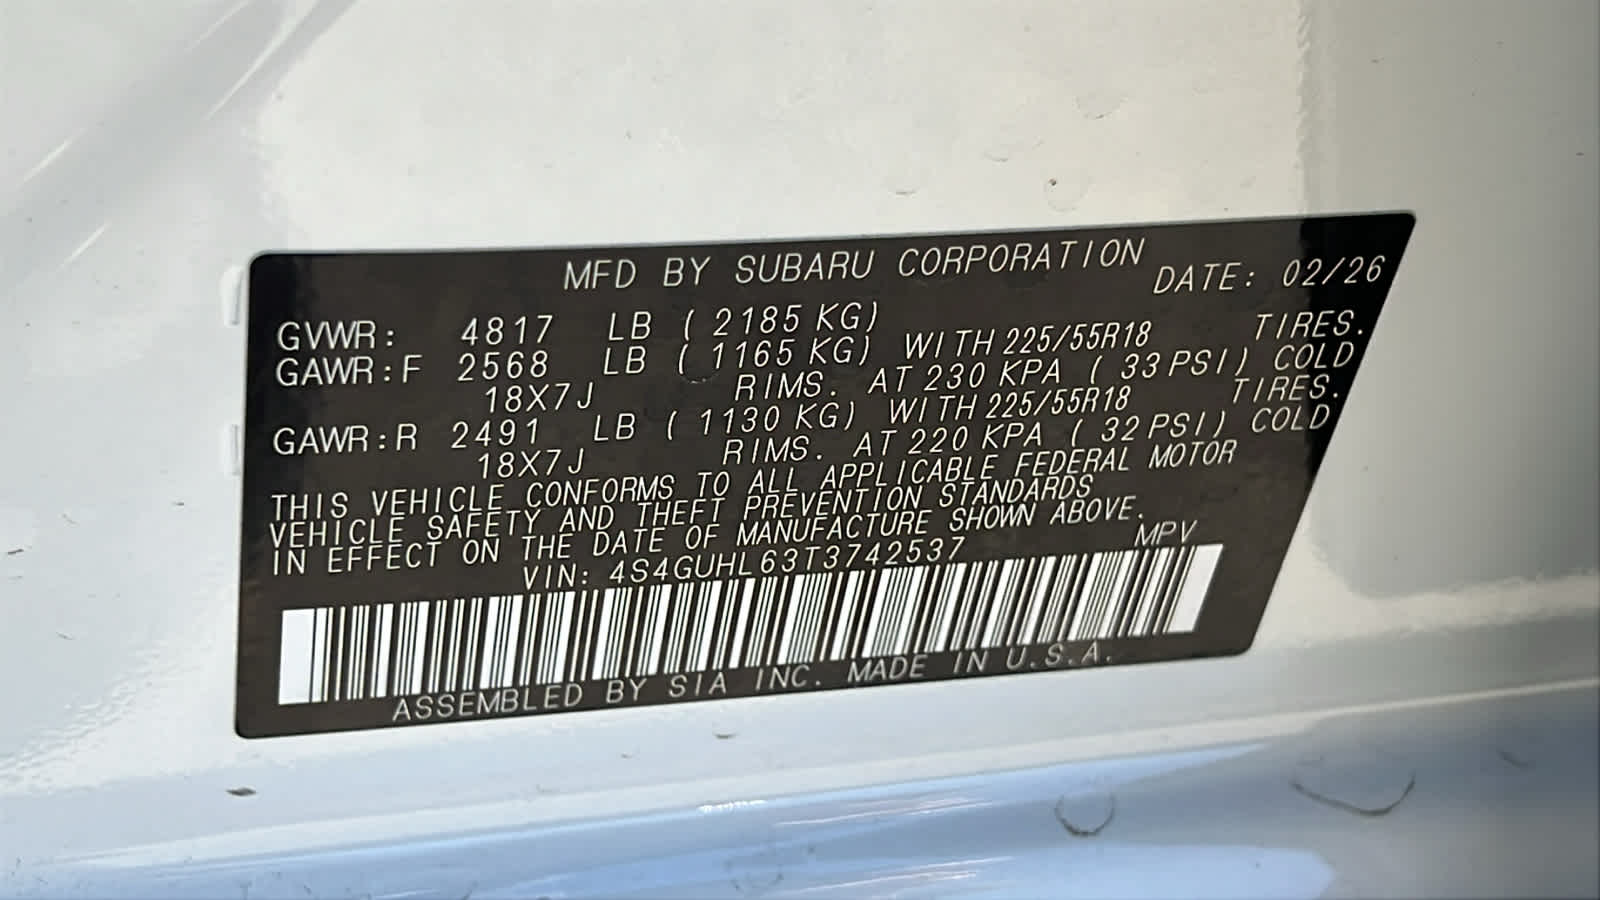 MFD BY SUBARU CORPORATION DATE: 02/26
GVWR: 4817 LB (2185 KG)
GAWR:F 2568 LB (1165 KG) WITH 225/55R18 TIRES.
18X7J RIMS. AT 230 KPA (33 PSI) COLD
GAWR:R 2491 LB (1130 KG) WITH 225/55R18 TIRES.
18X7J RIMS. AT 220 KPA (32 PSI) COLD
THIS VEHICLE CONFORMS TO ALL APPLICABLE FEDERAL MOTOR
VEHICLE SAFETY AND THEFT PREVENTION STANDARDS
IN EFFECT ON THE DATE OF MANUFACTURE SHOWN ABOVE.
VIN: 4S4GUHL63T3742537 MPV
ASSEMBLED BY SIA INC. MADE IN U.S.A.